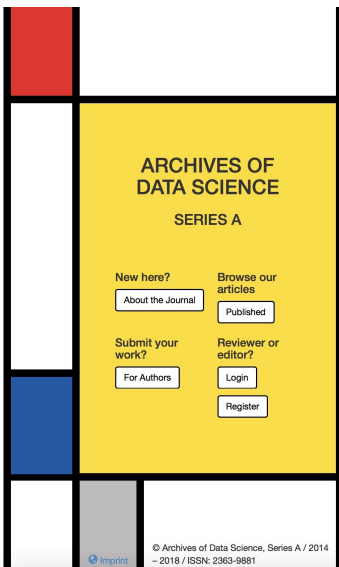 ARCHIVES OF
DATA SCIENCE
SERIES A
New here?
About the Journal
Browse our
articles
Published
Submit your
work?
For Authors
Reviewer or
editor?
Login
Register
Imprint
© Archives of Data Science, Series A / 2014
– 2018 / ISSN: 2363-9881